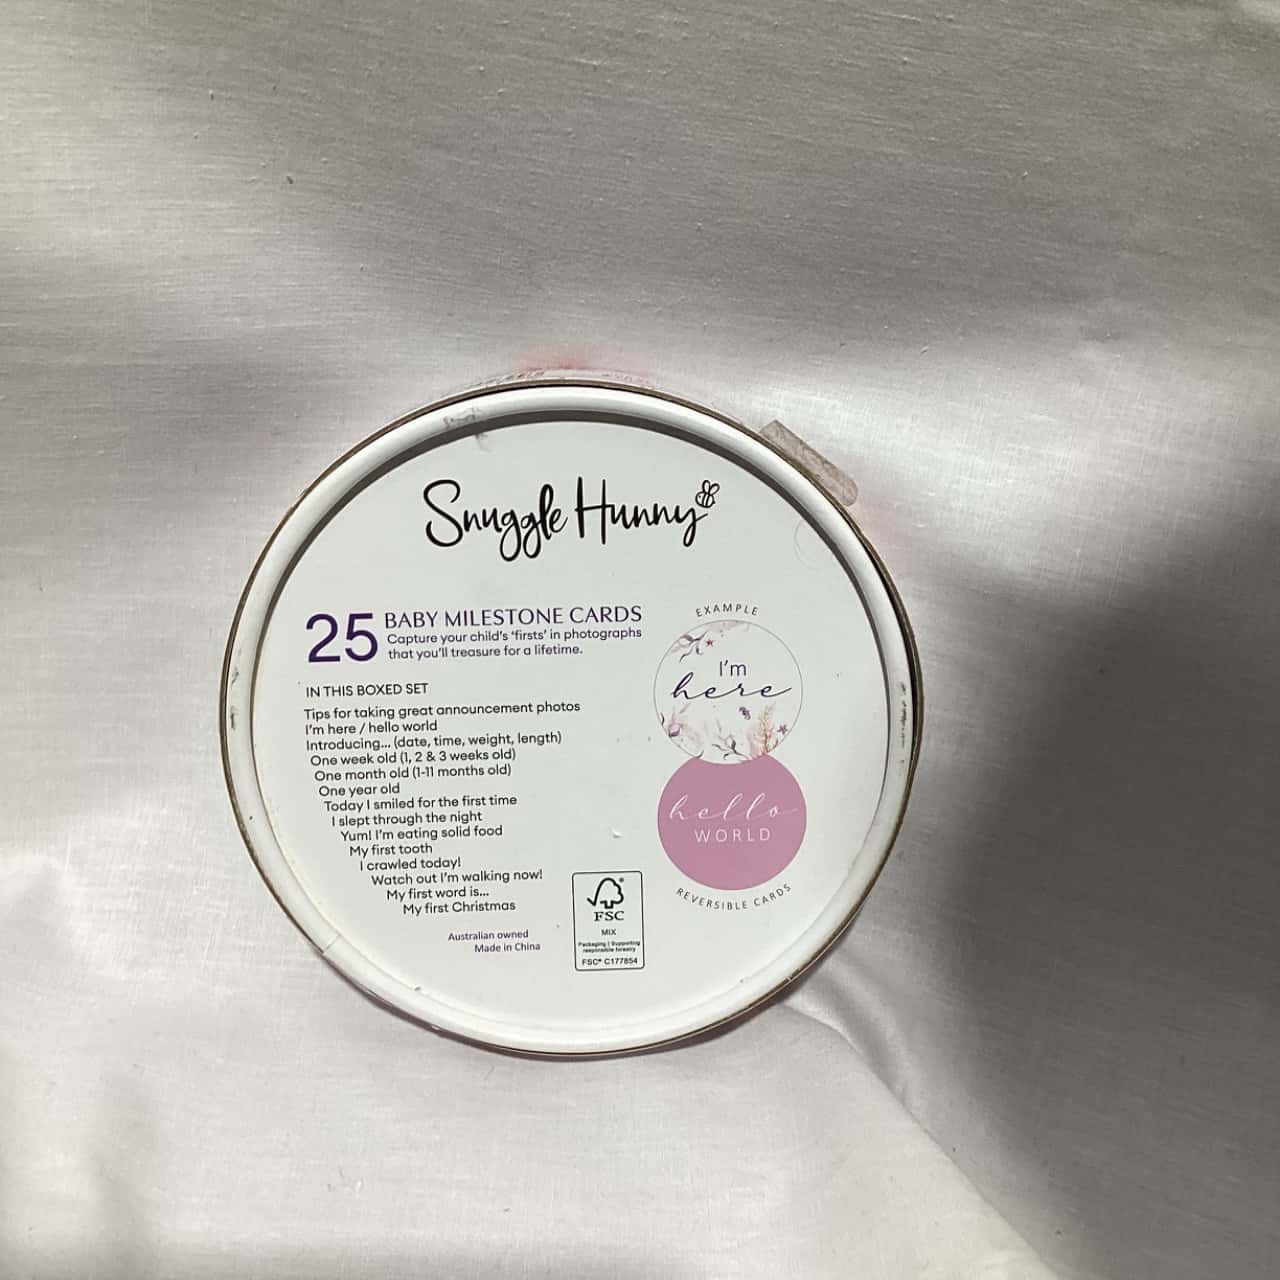 Snuggle Hunny
25 BABY MILESTONE CARDS
Capture your child's 'firsts' in photographs
that you'll treasure for a lifetime.
IN THIS BOXED SET
Tips for taking great announcement photos
I'm here / hello world
Introducing... (date, time, weight, length)
One week old (1, 2 & 3 weeks old)
One month old (1-11 months old)
One year old
Today I smiled for the first time
I slept through the night
Yum! I'm eating solid food
My first tooth
I crawled today!
Watch out I'm walking now!
My first word is...
My first Christmas
Australian owned
Made in China
FSC
MIX
Packaging | Supporting
responsible forestry
FSC® C177854
EXAMPLE
I'm
here
hello
WORLD
REVERSIBLE CARDS